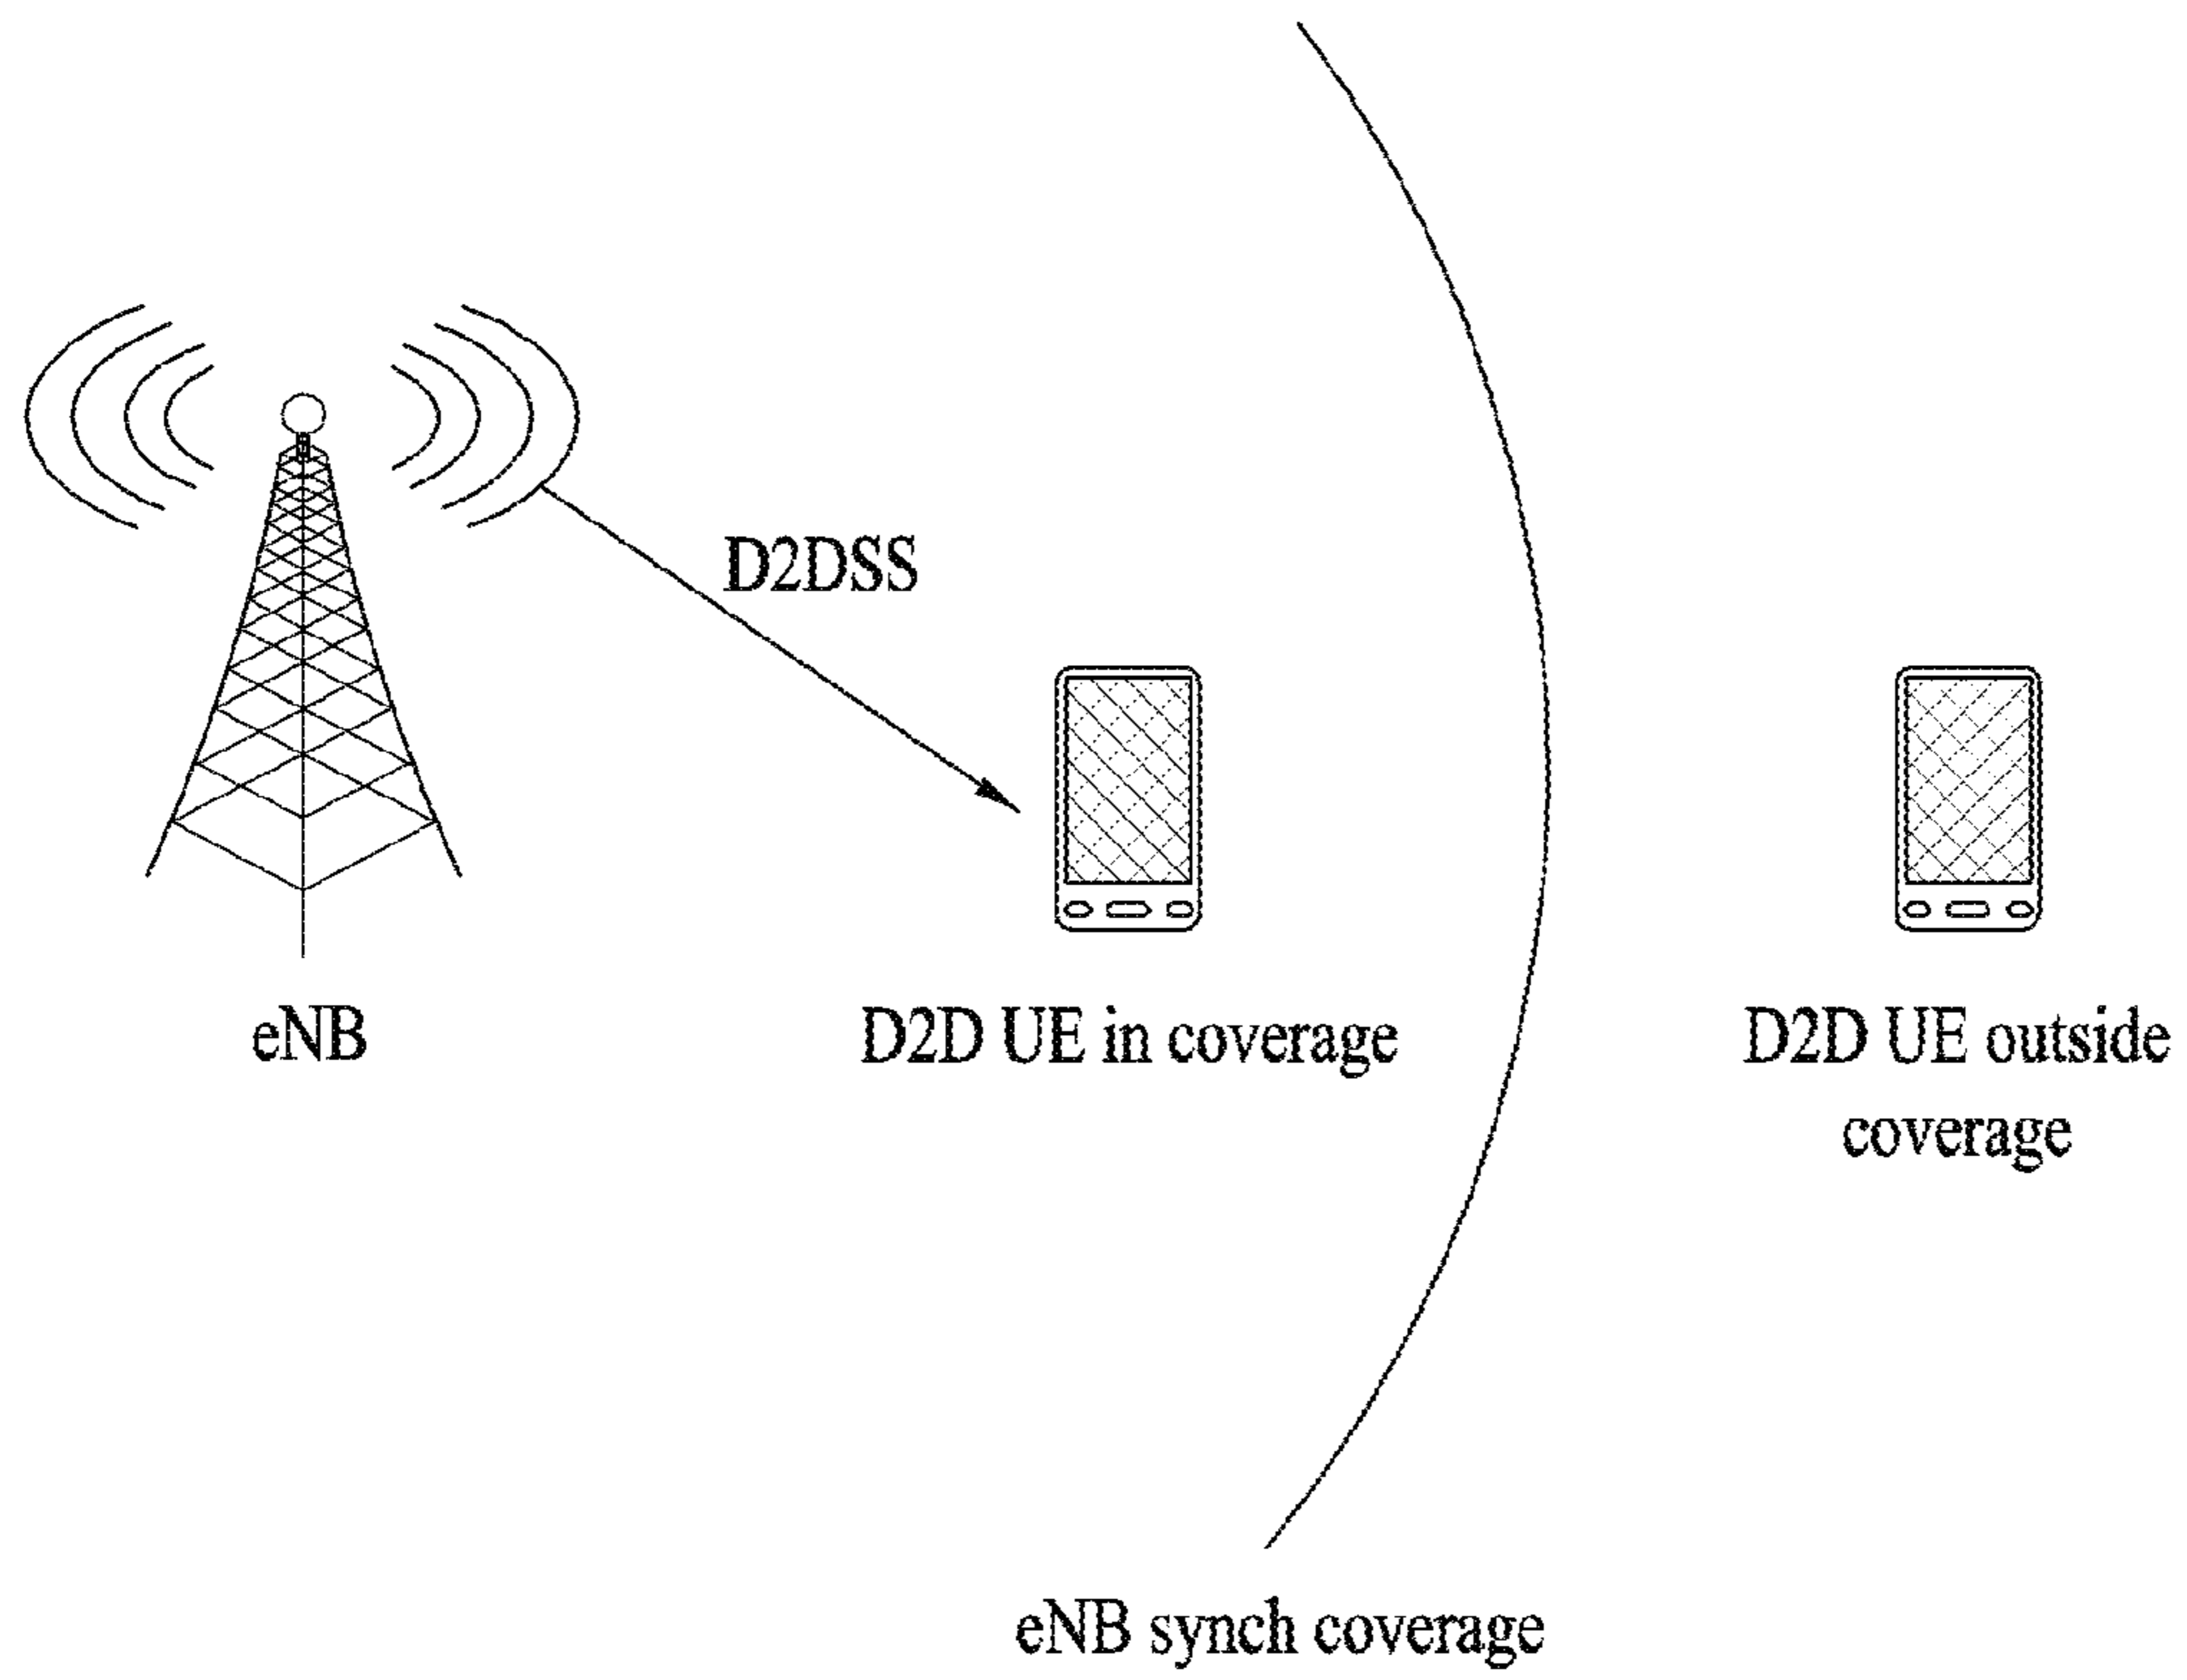 D2DSS
eNB
D2D UE in coverage
D2D UE outside
coverage
eNB synch coverage